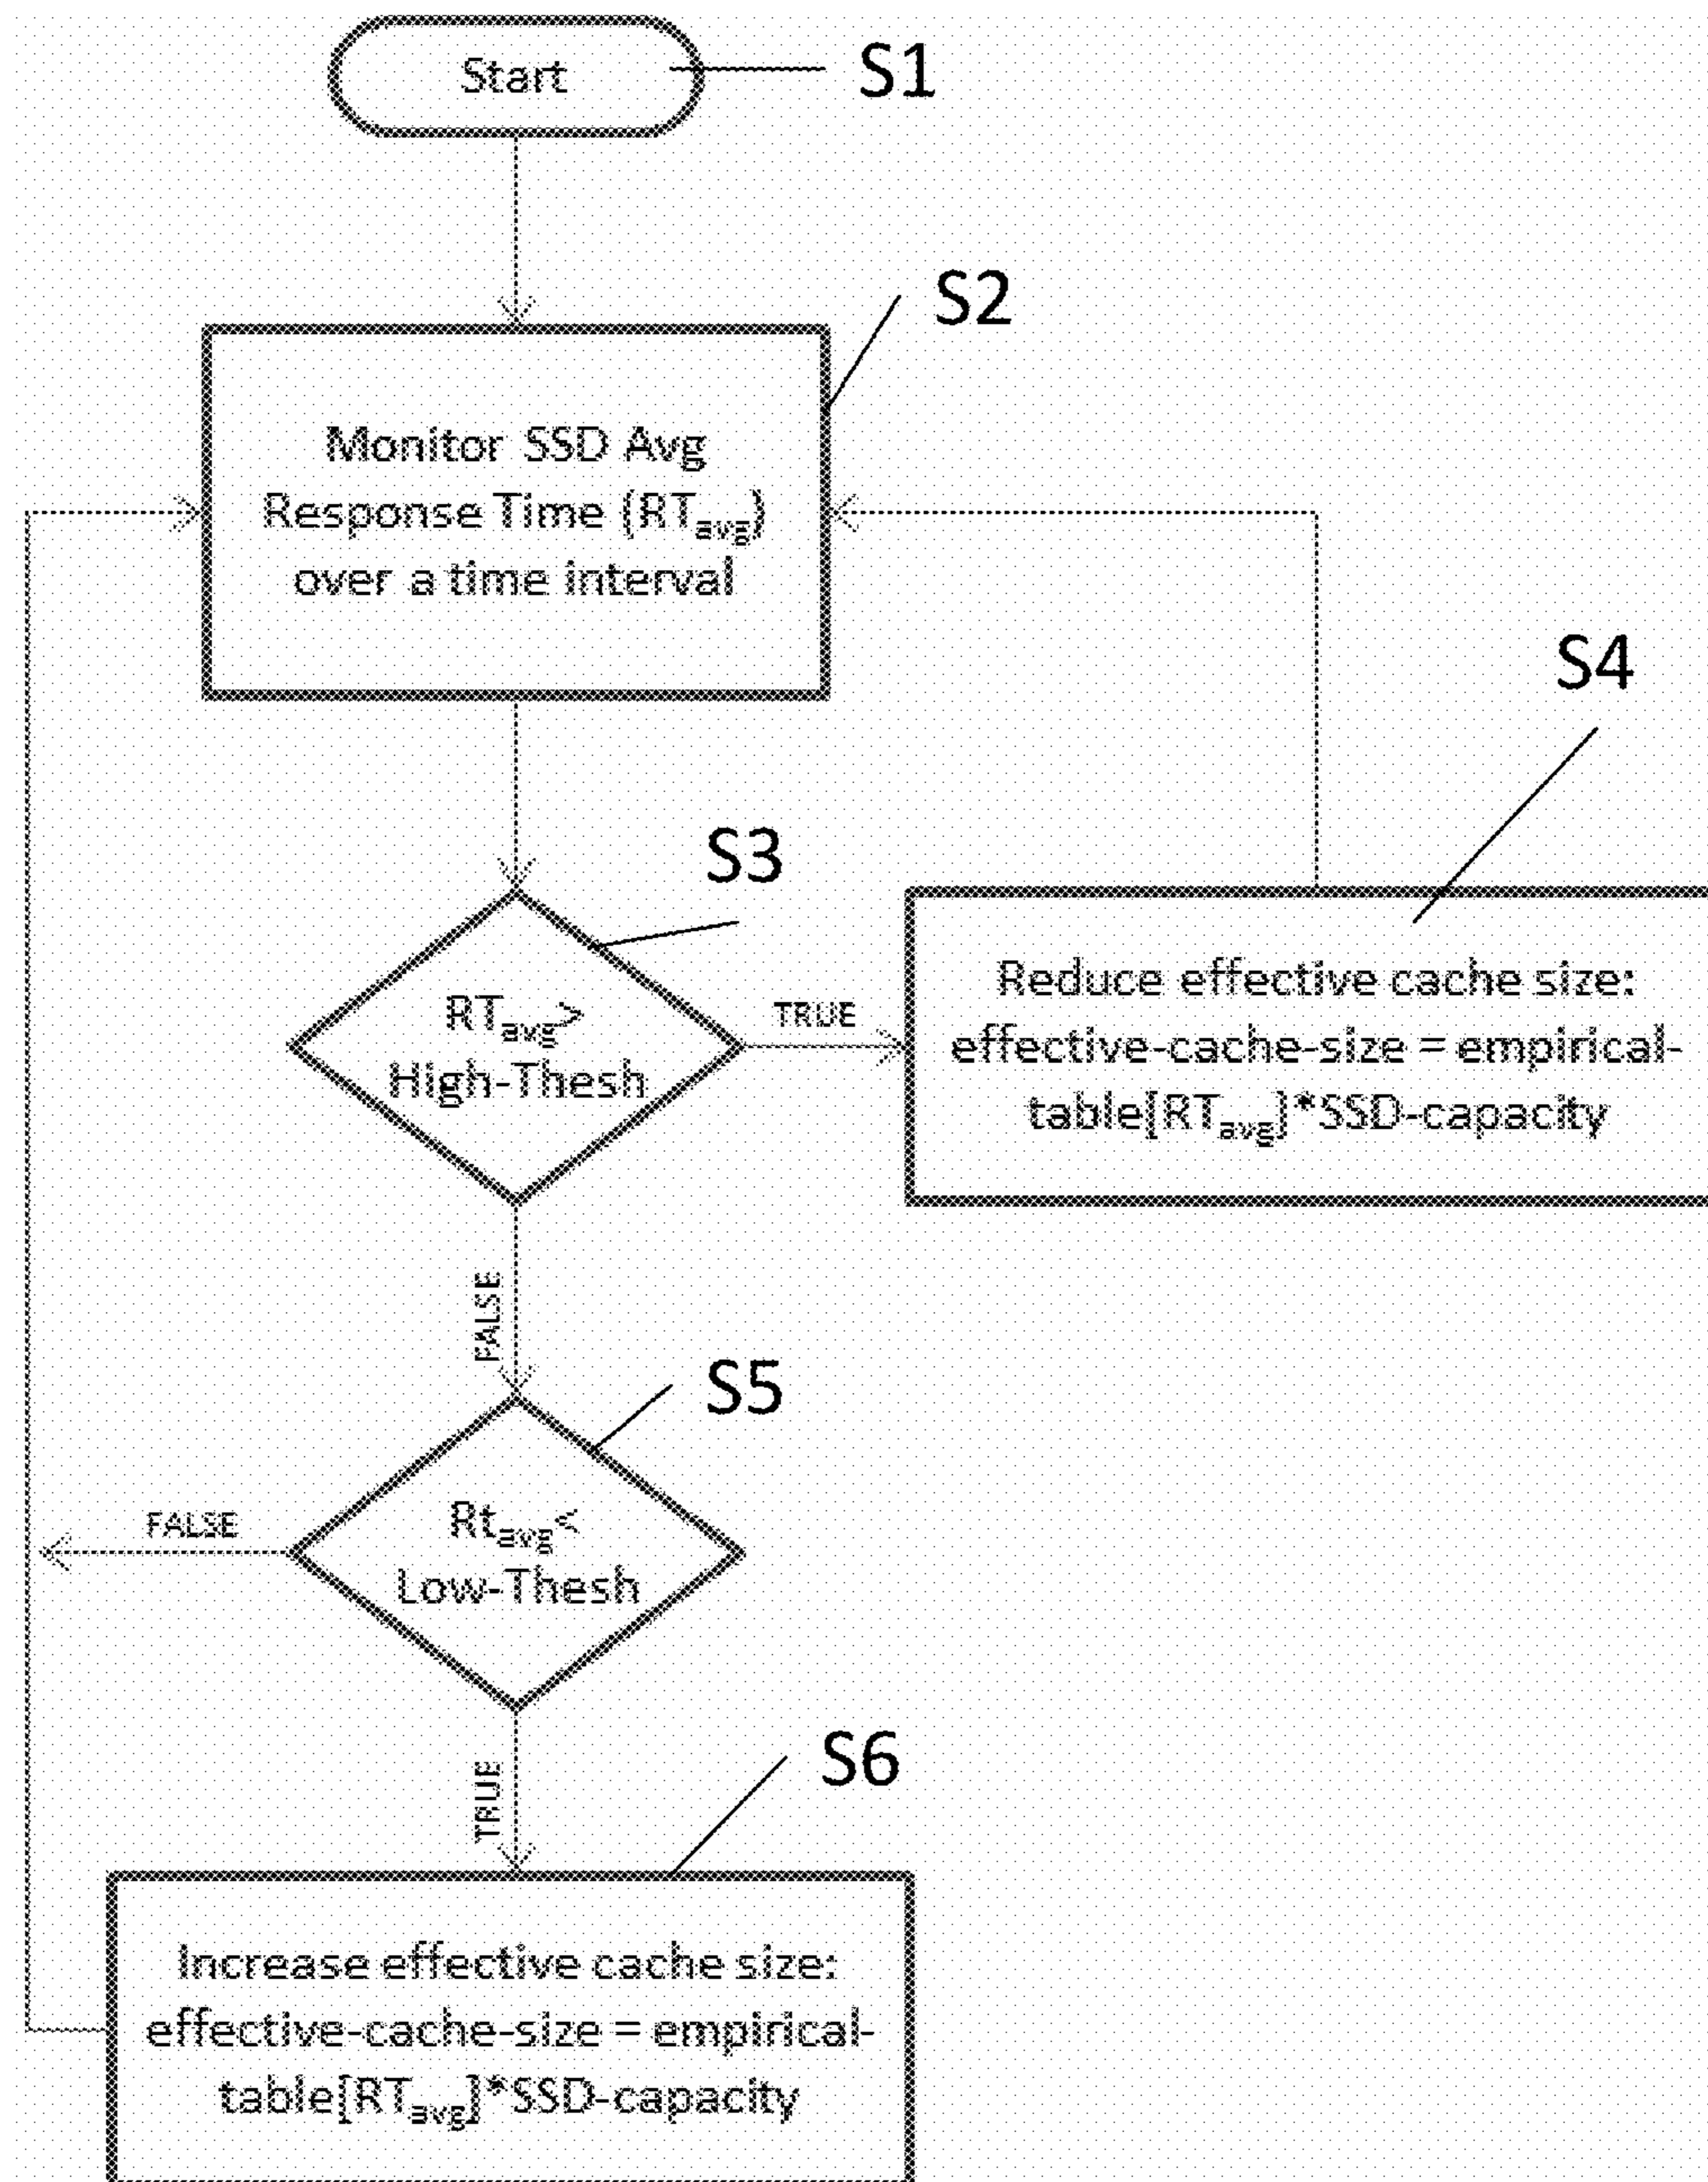 Start
S1
S2
Monitor SSD Avg
Response Time (RTavg)
over a time interval
S3
RTavg>
High-Thesh
TRUE
S4
Reduce effective cache size:
effective-cache-size = empirical-
table[RTavg]*SSD-capacity
FALSE
S5
Rtavg<
Low-Thesh
FALSE
TRUE
S6
Increase effective cache size:
effective-cache-size = empirical-
table[RTavg]*SSD-capacity